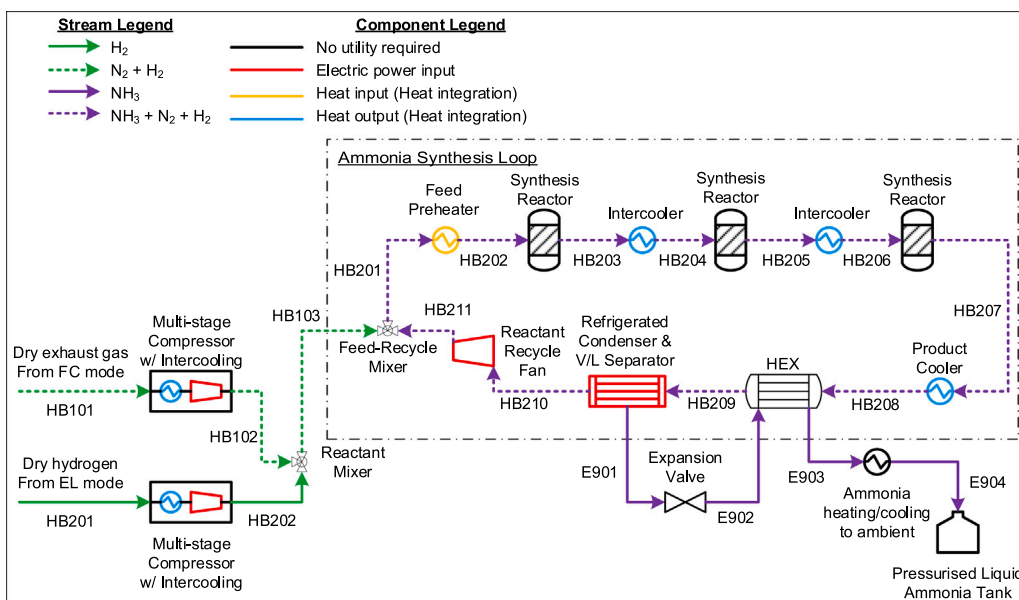 Stream Legend
H2
N2 + H2
NH3
NH3 + N2 + H2
Component Legend
No utility required
Electric power input
Heat input (Heat integration)
Heat output (Heat integration)
Ammonia Synthesis Loop
Feed
Preheater
Synthesis
Reactor
Intercooler
Synthesis
Reactor
Intercooler
Synthesis
Reactor
HB201
HB202
HB203
HB204
HB205
HB206
HB207
HB103
HB211
Feed-Recycle
Mixer
Reactant
Recycle
Fan
Refrigerated
Condenser &
V/L Separator
HEX
Product
Cooler
HB210
HB209
HB208
Multi-stage
Compressor
w/ Intercooling
Dry exhaust gas
From FC mode
HB101
HB102
Reactant
Mixer
Dry hydrogen
From EL mode
HB201
HB202
Multi-stage
Compressor
w/ Intercooling
E901
Expansion
Valve
E902
E903
Ammonia
heating/cooling
to ambient
E904
Pressurised Liquid
Ammonia Tank